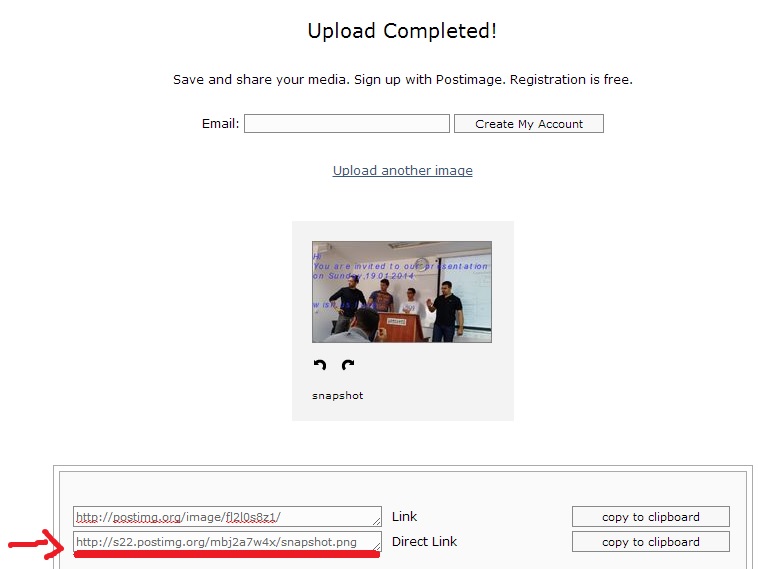 Upload Completed!
Save and share your media. Sign up with Postimage. Registration is free.
Email: Create My Account
Upload another image
Hi
You are invited to our presentation
on Sunday,19.01.2014
wish us
snapshot
http://postimg.org/image/fl2l0s8z1/ Link copy to clipboard
http://s22.postimg.org/mbj2a7w4x/snapshot.png Direct Link copy to clipboard